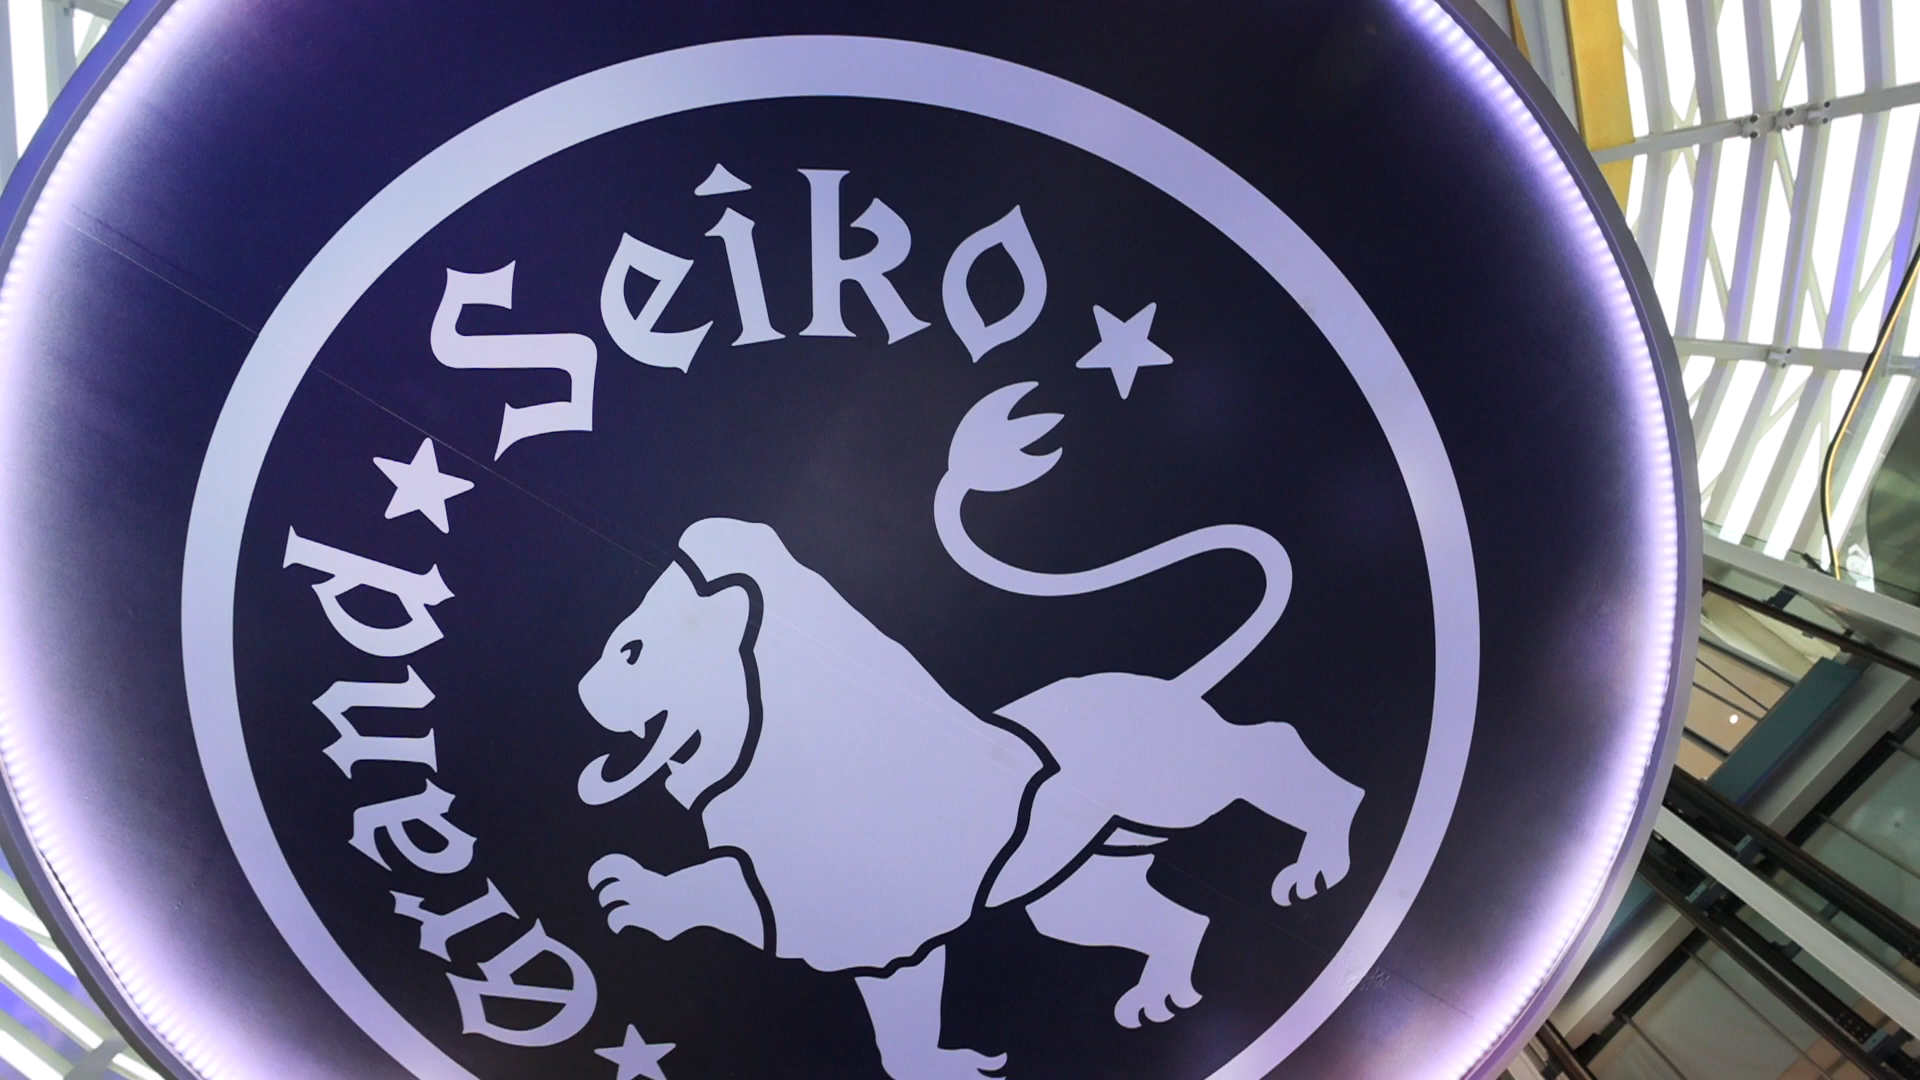 Grand ★ Seiko ★